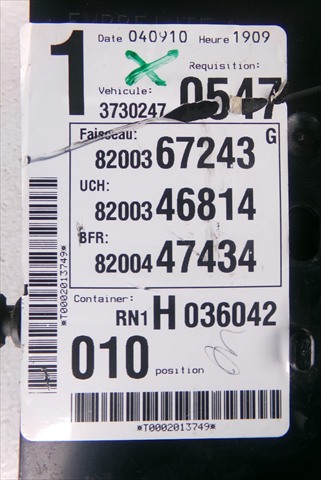 1 Date 040910 Heure 1909
Requisition:
Vehicule: 0547
3730247
Faisseau: G
82003 67243
UCH:
82003 46814
BFR:
82004 47434
Container:
RN1 H 036042
010 position
*T0002013749*
*T0002013749*